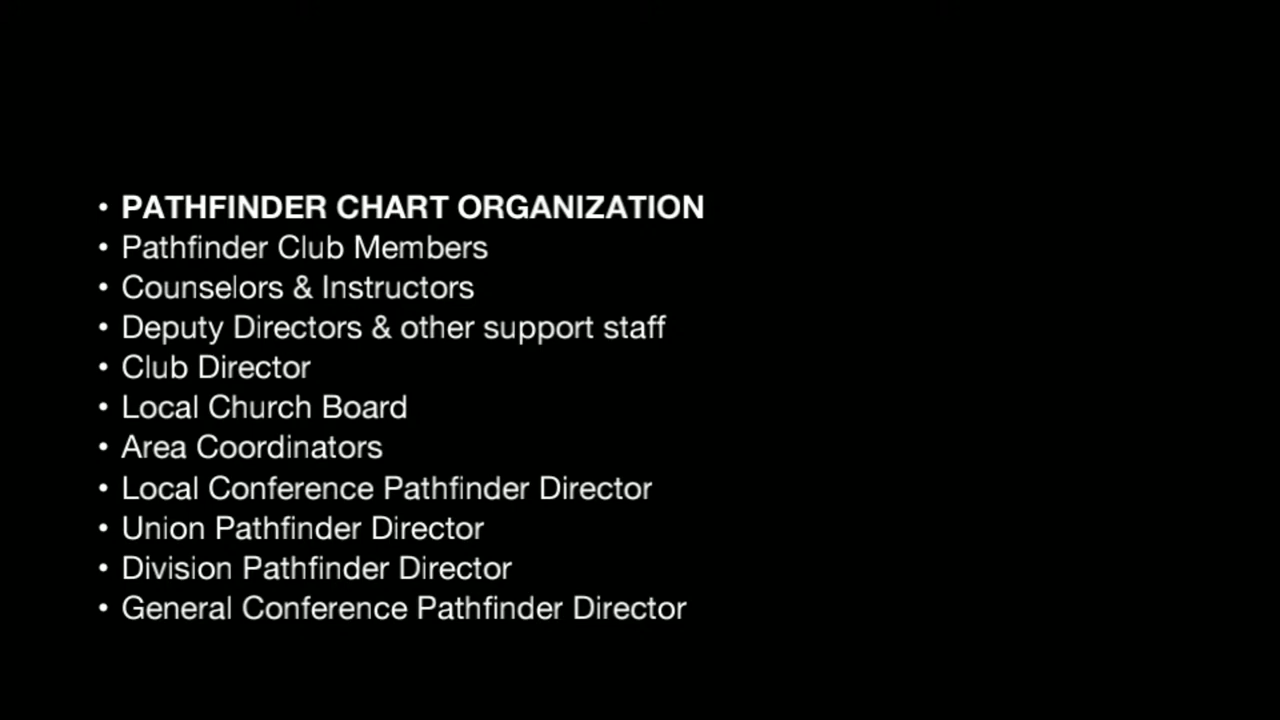 • PATHFINDER CHART ORGANIZATION
• Pathfinder Club Members
• Counselors & Instructors
• Deputy Directors & other support staff
• Club Director
• Local Church Board
• Area Coordinators
• Local Conference Pathfinder Director
• Union Pathfinder Director
• Division Pathfinder Director
• General Conference Pathfinder Director